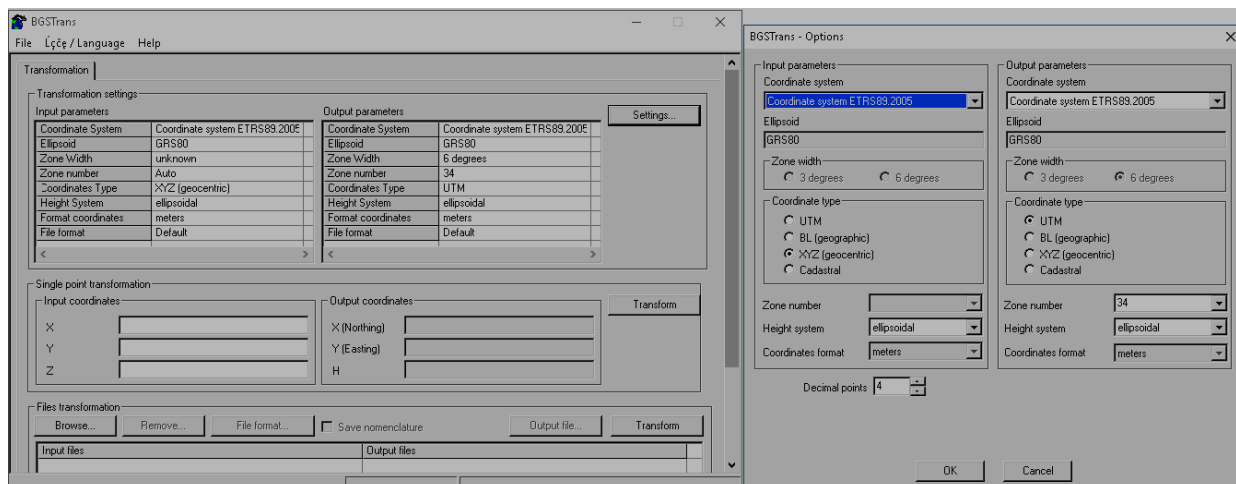 BGSTrans
File Ĺçčę / Language Help
Transformation
Transformation settings
Input parameters
Coordinate System Coordinate system ETRS89.2005
Ellipsoid GRS80
Zone Width unknown
Zone number Auto
Coordinates Type XYZ (geocentric)
Height System ellipsoidal
Format coordinates meters
File format Default
Output parameters
Coordinate System Coordinate system ETRS89.2005
Ellipsoid GRS80
Zone Width 6 degrees
Zone number 34
Coordinates Type UTM
Height System ellipsoidal
Format coordinates meters
File format Default
Settings...
Single point transformation
Input coordinates
X
Y
Z
Output coordinates
X (Northing)
Y (Easting)
H
Transform
Files transformation
Browse... Remove... File format... Save nomenclature Output file... Transform
Input files Output files
BGSTrans - Options
Input parameters
Coordinate system
Coordinate system ETRS89.2005
Ellipsoid
GRS80
Zone width
3 degrees 6 degrees
Coordinate type
UTM
BL (geographic)
XYZ (geocentric)
Cadastral
Zone number
Height system ellipsoidal
Coordinates format meters
Output parameters
Coordinate system
Coordinate system ETRS89.2005
Ellipsoid
GRS80
Zone width
3 degrees 6 degrees
Coordinate type
UTM
BL (geographic)
XYZ (geocentric)
Cadastral
Zone number 34
Height system ellipsoidal
Coordinates format meters
Decimal points 4
OK Cancel